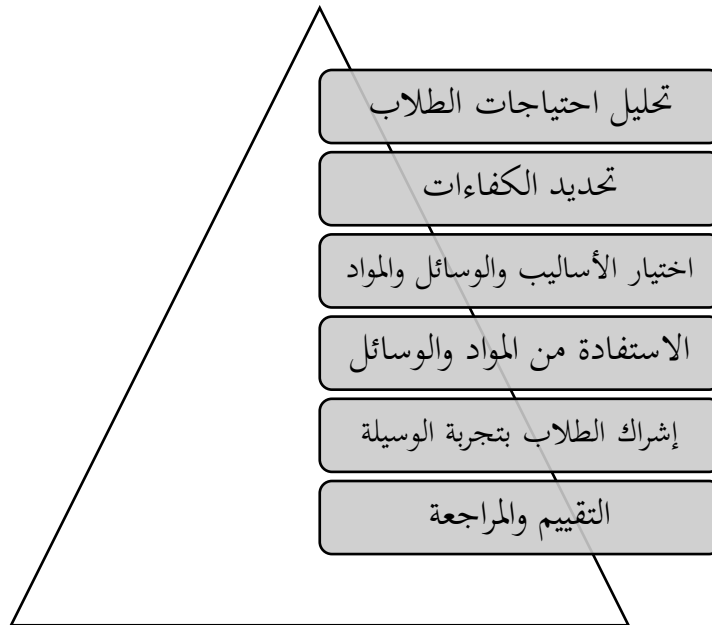 تحليل احتياجات الطلاب
تحديد الكفاءات
اختيار الأساليب والوسائل والمواد
الاستفادة من المواد والوسائل
إشراك الطلاب بتجربة الوسيلة
التقييم والمراجعة